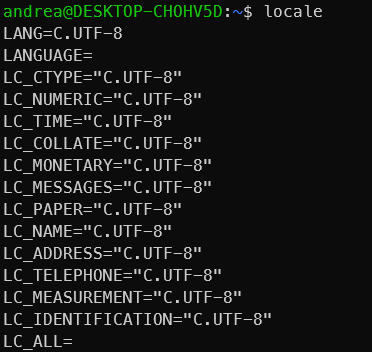 andrea@DESKTOP-CHOHV5D:~$ locale
LANG=C.UTF-8
LANGUAGE=
LC_CTYPE="C.UTF-8"
LC_NUMERIC="C.UTF-8"
LC_TIME="C.UTF-8"
LC_COLLATE="C.UTF-8"
LC_MONETARY="C.UTF-8"
LC_MESSAGES="C.UTF-8"
LC_PAPER="C.UTF-8"
LC_NAME="C.UTF-8"
LC_ADDRESS="C.UTF-8"
LC_TELEPHONE="C.UTF-8"
LC_MEASUREMENT="C.UTF-8"
LC_IDENTIFICATION="C.UTF-8"
LC_ALL=